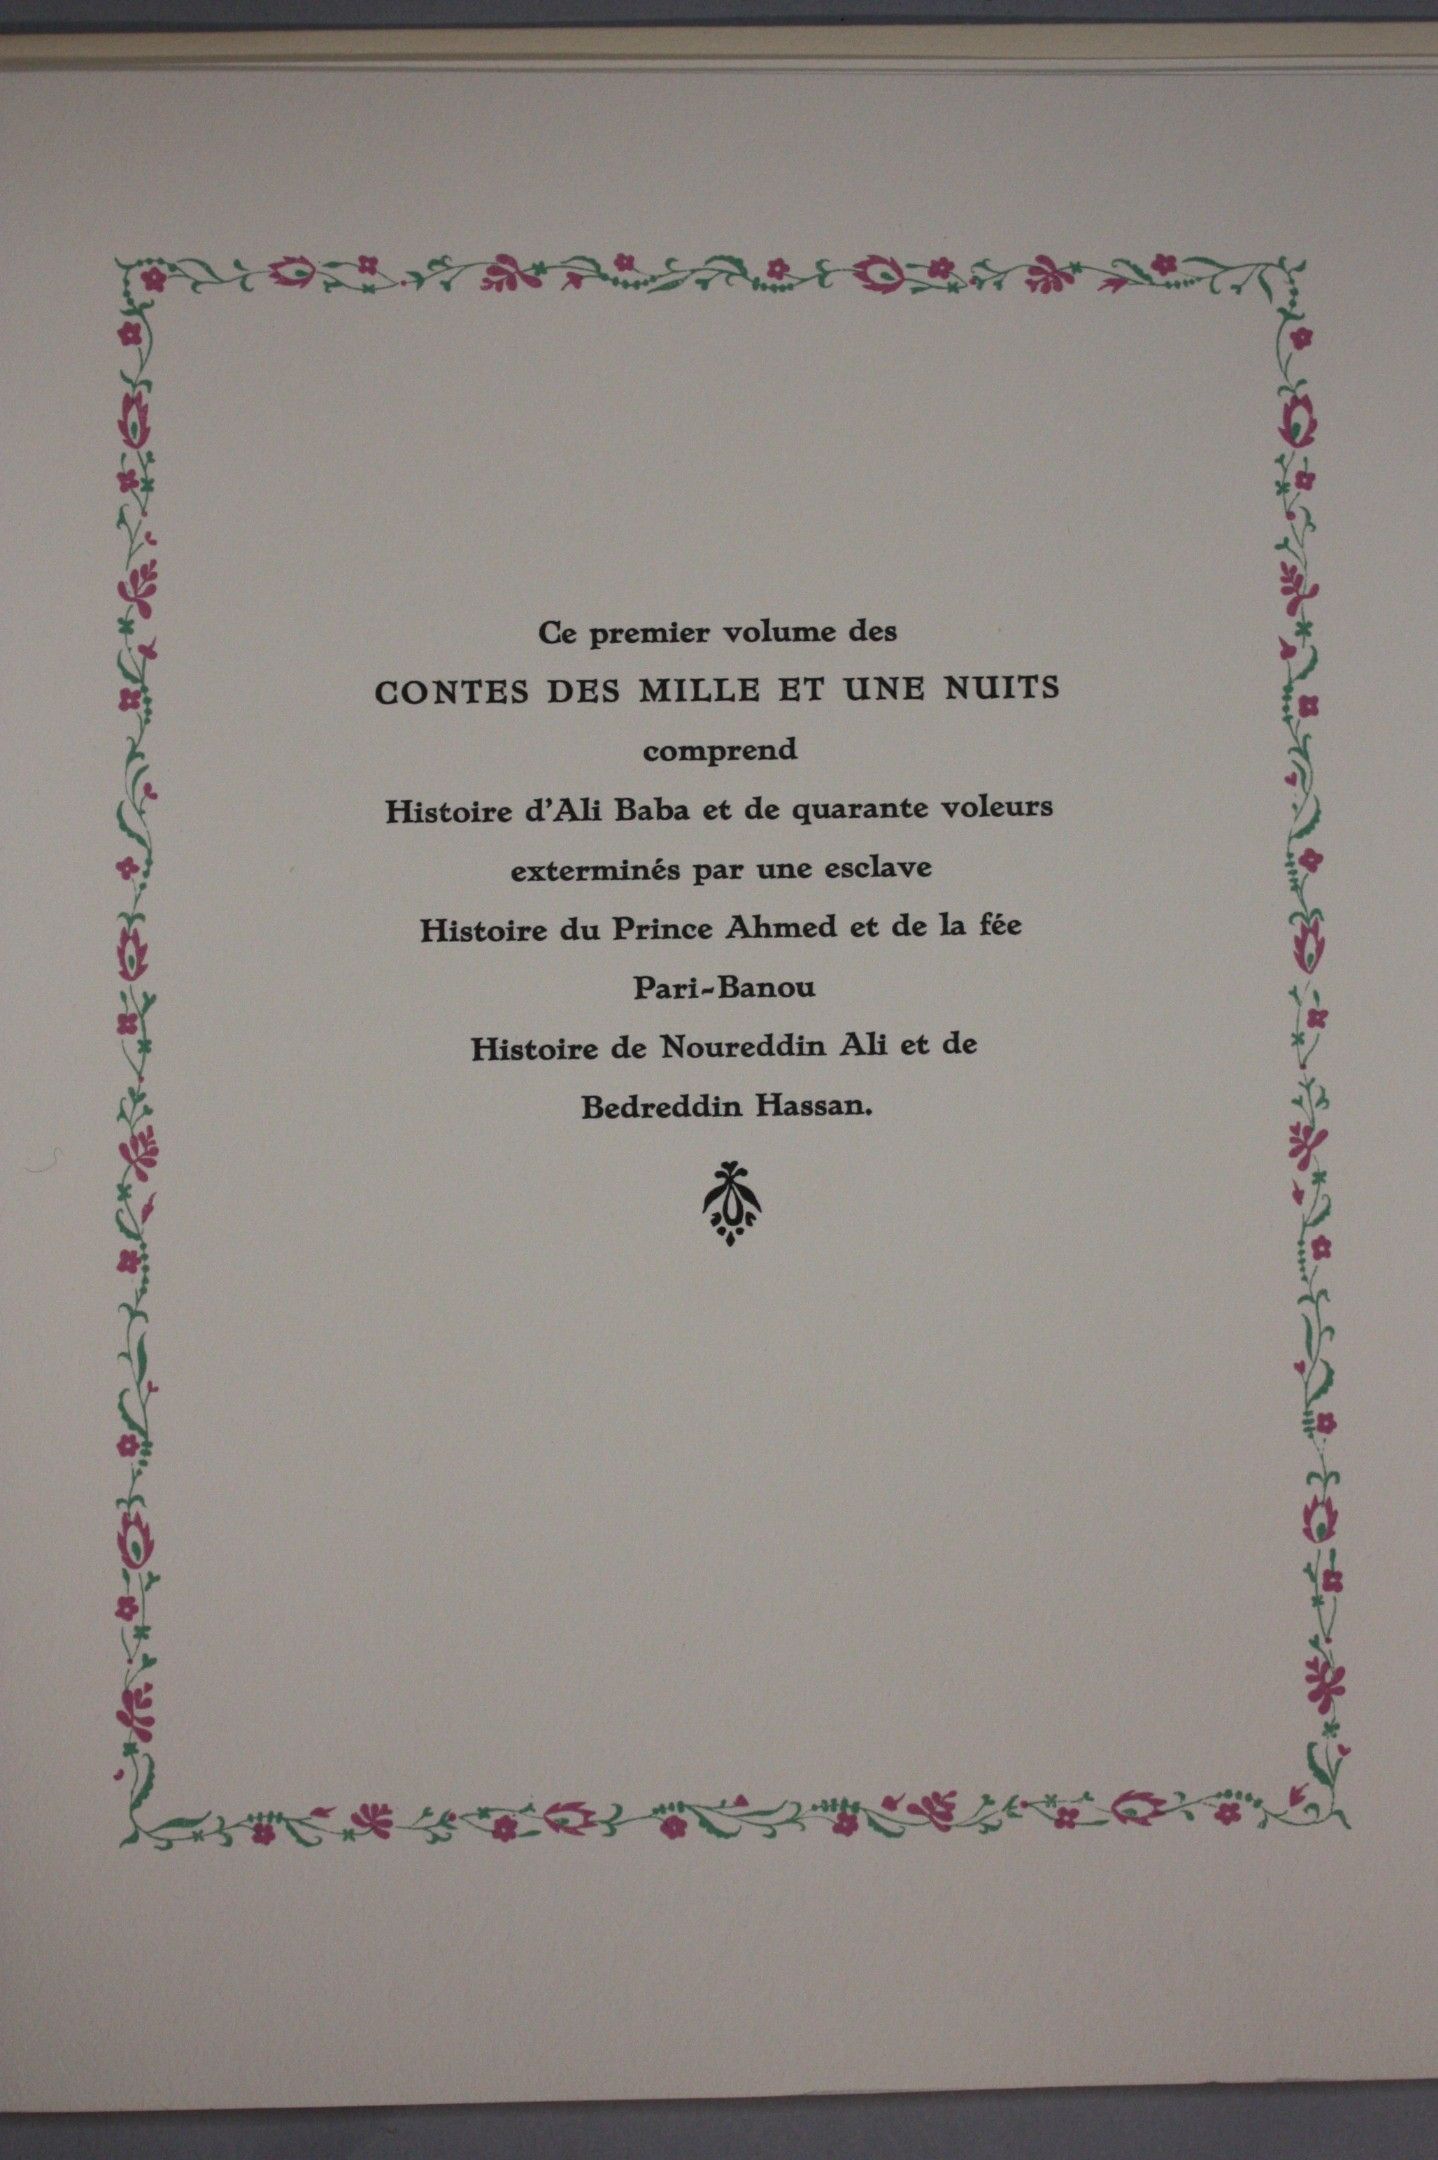 Ce premier volume des
CONTES DES MILLE ET UNE NUITS
comprend
Histoire d'Ali Baba et de quarante voleurs
exterminés par une esclave
Histoire du Prince Ahmed et de la fée
Pari-Banou
Histoire de Noureddin Ali et de
Bedreddin Hassan.